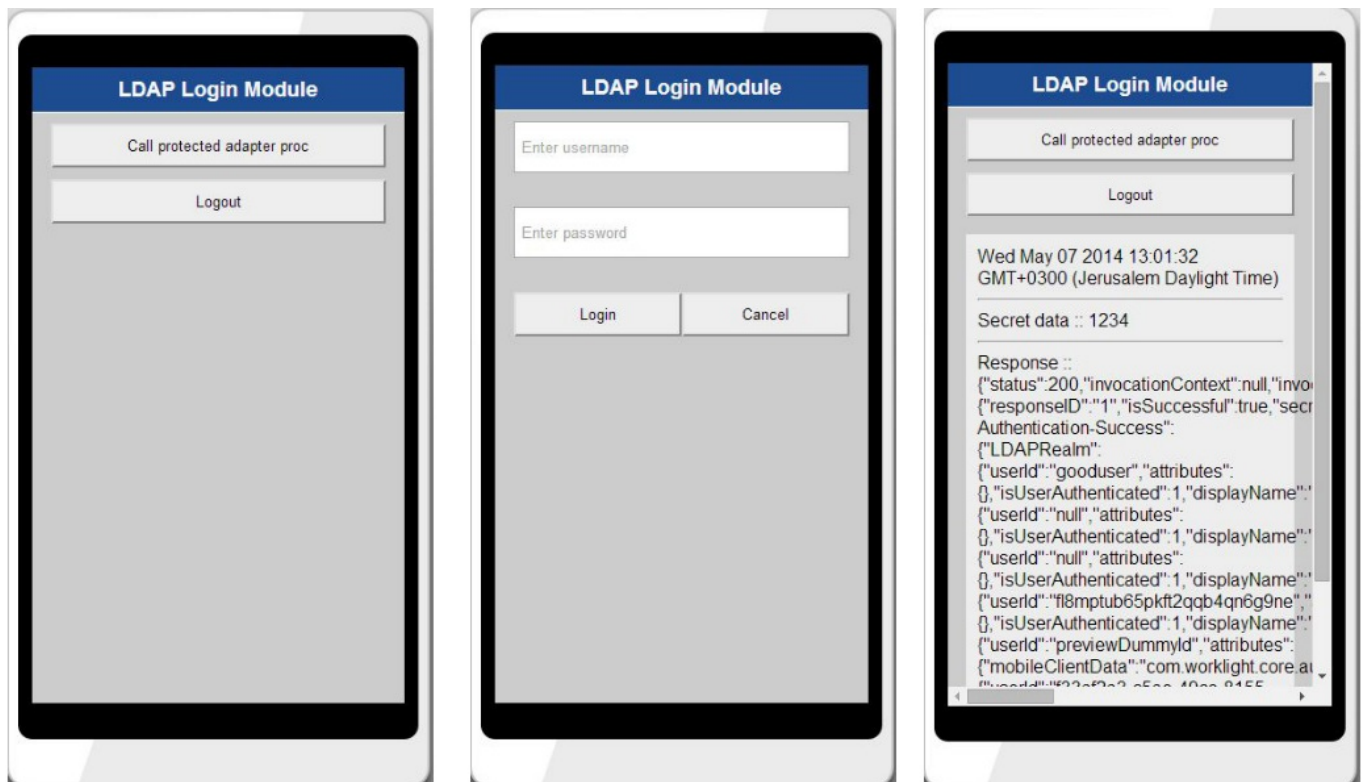 LDAP Login Module
Call protected adapter proc
Logout
LDAP Login Module
Enter username
Enter password
Login
Cancel
LDAP Login Module
Call protected adapter proc
Logout
Wed May 07 2014 13:01:32
GMT+0300 (Jerusalem Daylight Time)
Secret data :: 1234
Response ::
{"status":200,"invocationContext":null,"invo
{"responseID":"1","isSuccessful":true,"secr
Authentication-Success":
{"LDAPRealm":
{"userId":"gooduser","attributes":
{},"isUserAuthenticated":1,"displayName":"
{"userId":"null","attributes":
{},"isUserAuthenticated":1,"displayName":"
{"userId":"null","attributes":
{},"isUserAuthenticated":1,"displayName":"
{"userId":"fl8mptub65pkft2qqb4qn6g9ne","
{},"isUserAuthenticated":1,"displayName":"
{"userId":"previewDummyId","attributes":
{"mobileClientData":"com.worklight.core.au